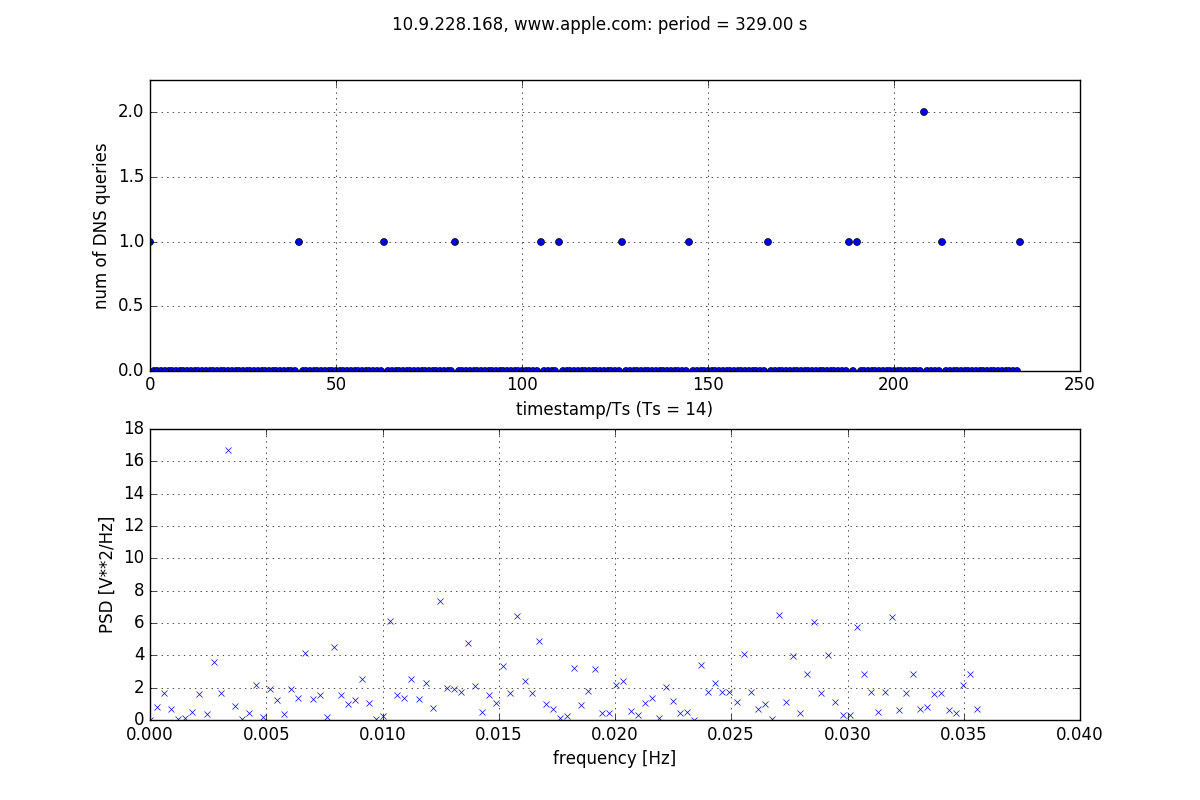 10.9.228.168, www.apple.com: period = 329.00 s
2.0
1.5
1.0
0.5
0.0
num of DNS queries
0 50 100 150 200 250
timestamp/Ts (Ts = 14)
18
16
14
12
10
8
6
4
2
0
PSD [V**2/Hz]
0.000 0.005 0.010 0.015 0.020 0.025 0.030 0.035 0.040
frequency [Hz]